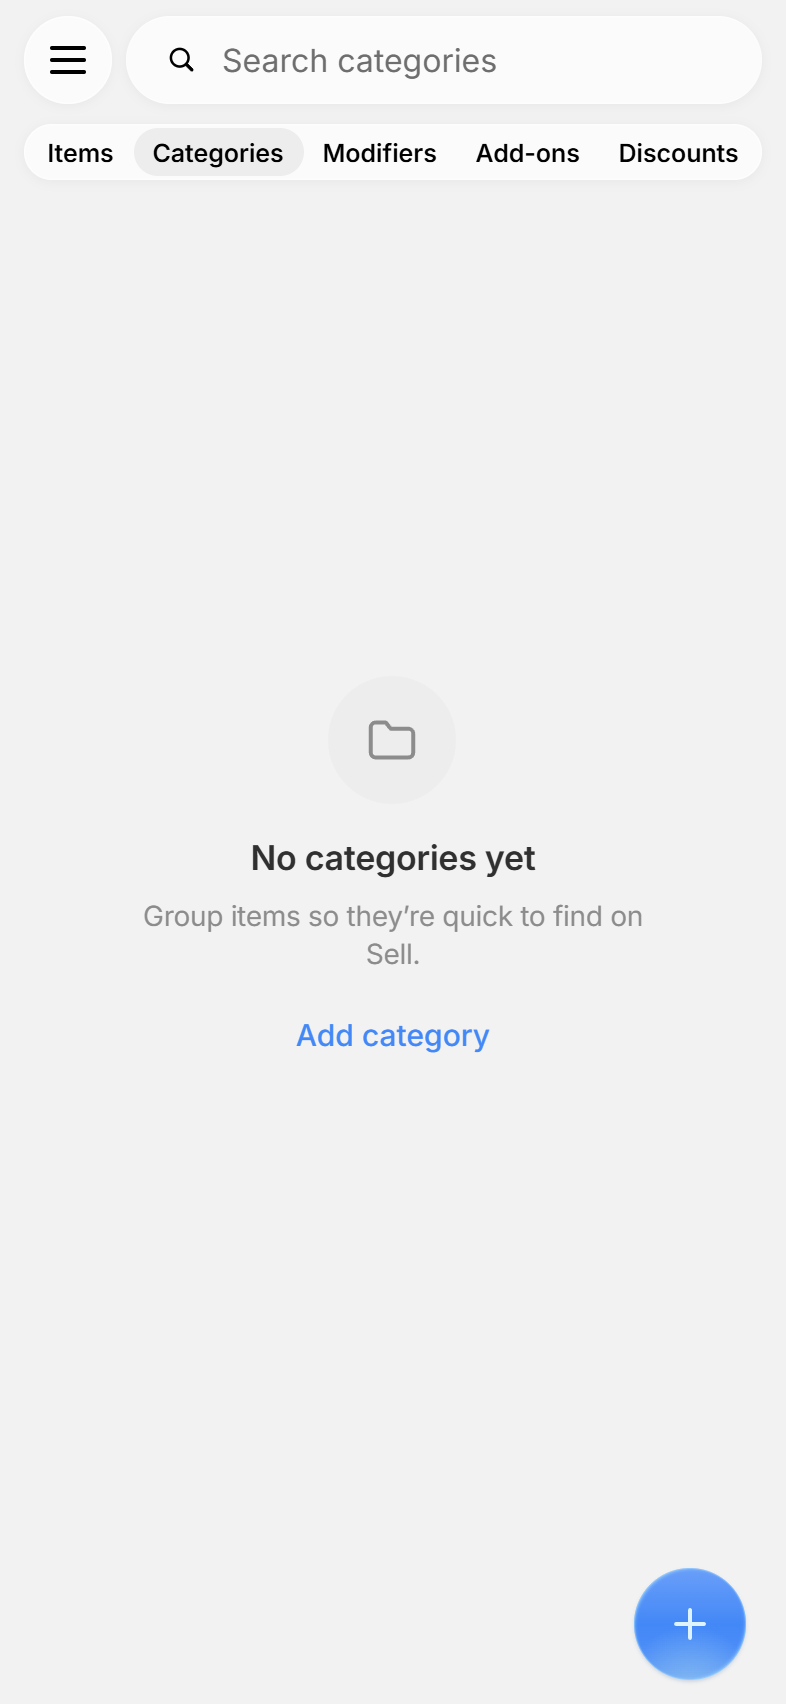 Search categories
Items Categories Modifiers Add-ons Discounts
No categories yet
Group items so they’re quick to find on
Sell.
Add category